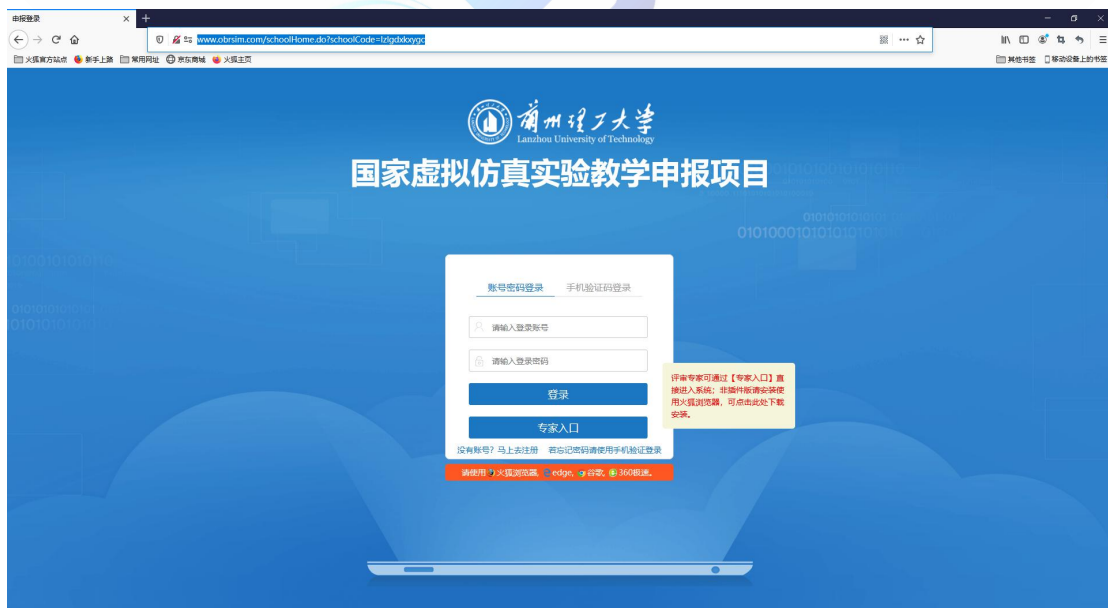 申报登录
www.obrsim.com/schoolHome.do?schoolCode=lzlgdxkxygc
火狐官方站点 新手上路 常用网址 京东商城 火狐主页
其他书签 移动设备上的书签
蘭州理工大学
Lanzhou University of Technology
国家虚拟仿真实验教学申报项目
0101010101010
010100010101010101010
账号密码登录 手机验证码登录
请输入登录账号
请输入登录密码
登录
专家入口
没有账号？马上去注册 若忘记密码请使用手机验证登录
评审专家可通过【专家入口】直
接进入系统；非插件版请安装使
用火狐浏览器，可点击此处下载
安装。
请使用 火狐浏览器, edge, 谷歌, 360极速。